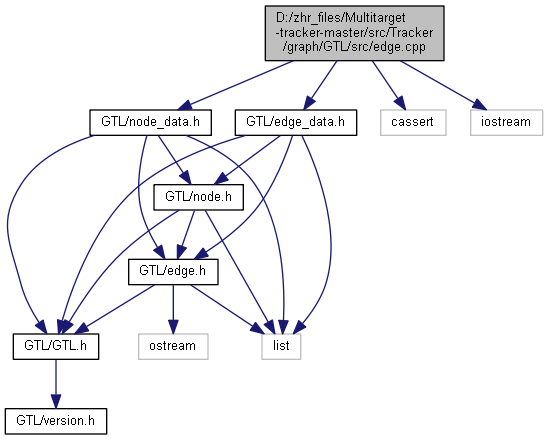 D:/zhr_files/Multitarget
-tracker-master/src/Tracker
/graph/GTL/src/edge.cpp
GTL/node_data.h
GTL/edge_data.h
cassert
iostream
GTL/node.h
GTL/edge.h
GTL/GTL.h
ostream
list
GTL/version.h